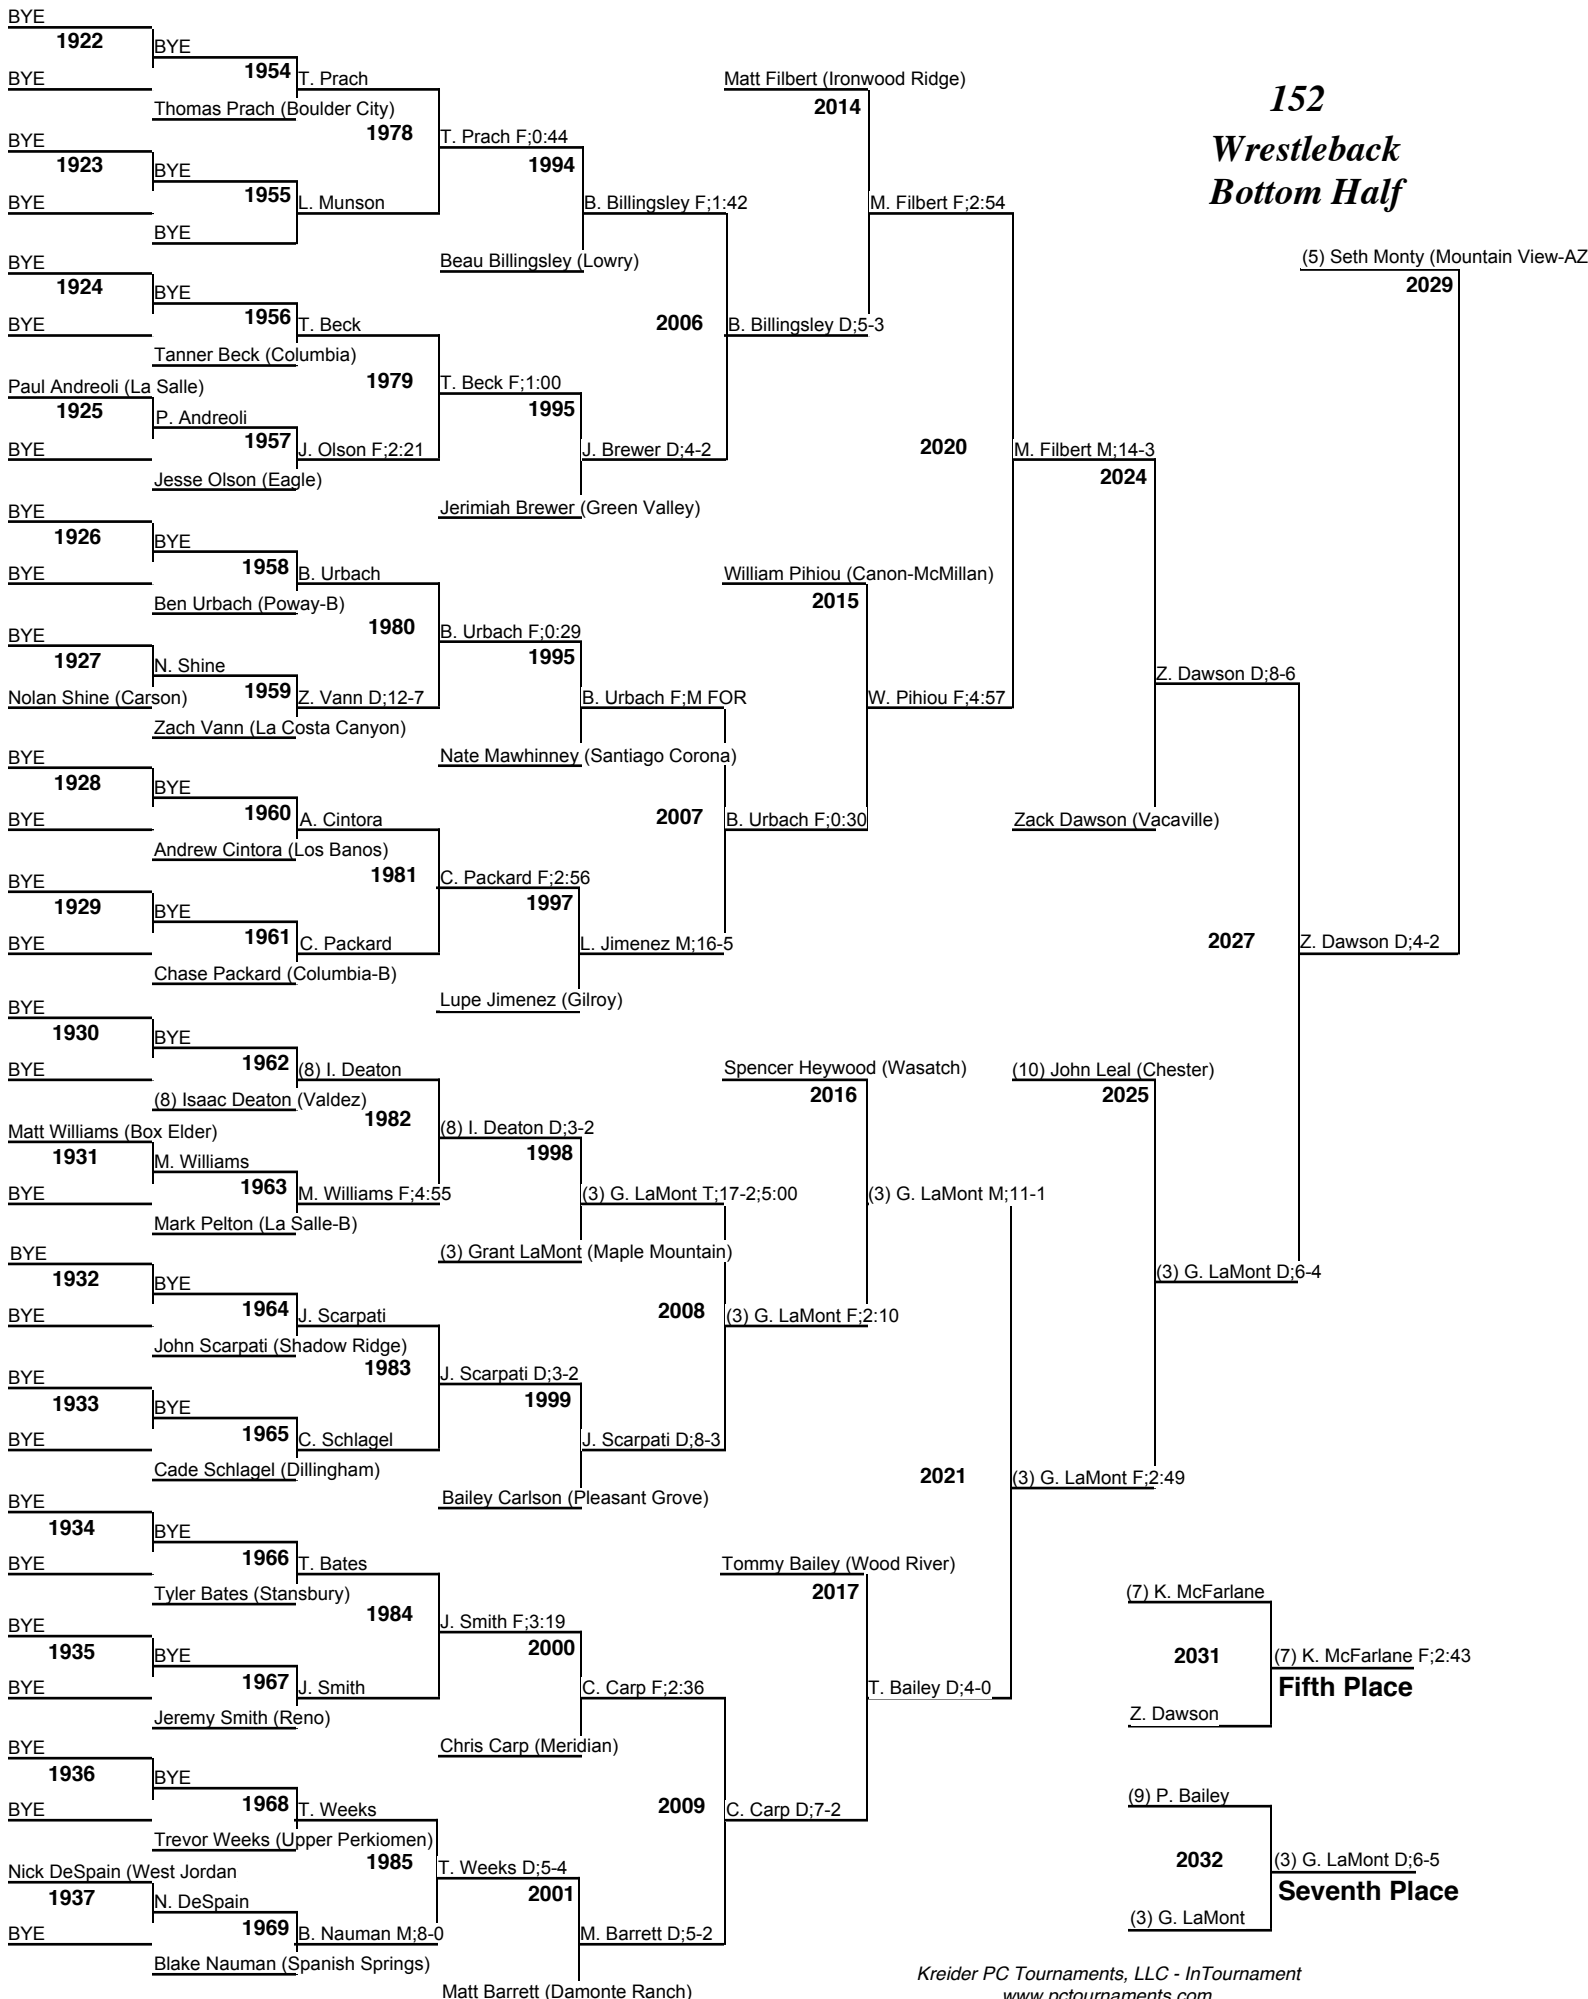 BYE
1922
BYE
BYE
1954
T. Prach
Thomas Prach (Boulder City)
1978
BYE
1923
BYE
BYE
1955
L. Munson
BYE
T. Prach F;0:44
1994
B. Billingsley F;1:42
Beau Billingsley (Lowry)
BYE
1924
BYE
BYE
1956
T. Beck
Tanner Beck (Columbia)
1979
Paul Andreoli (La Salle)
1925
BYE
P. Andreoli
1957
J. Olson F;2:21
Jesse Olson (Eagle)
T. Beck F;1:00
1995
J. Brewer D;4-2
Jerimiah Brewer (Green Valley)
2006
B. Billingsley D;5-3
Matt Filbert (Ironwood Ridge)
2014
M. Filbert F;2:54
152
Wrestleback
Bottom Half
(5) Seth Monty (Mountain View-AZ
2029
BYE
1926
BYE
BYE
1958
B. Urbach
Ben Urbach (Poway-B)
1980
BYE
1927
Nolan Shine (Carson)
N. Shine
1959
Z. Vann D;12-7
Zach Vann (La Costa Canyon)
B. Urbach F;0:29
1995
B. Urbach F;M FOR
Nate Mawhinney (Santiago Corona)
BYE
1928
BYE
BYE
1960
A. Cintora
Andrew Cintora (Los Banos)
1981
BYE
1929
BYE
BYE
1961
C. Packard
Chase Packard (Columbia-B)
C. Packard F;2:56
1997
L. Jimenez M;16-5
Lupe Jimenez (Gilroy)
2007
B. Urbach F;0:30
William Pihiou (Canon-McMillan)
2015
W. Pihiou F;4:57
2020
M. Filbert M;14-3
2024
Z. Dawson D;8-6
Zack Dawson (Vacaville)
2027
Z. Dawson D;4-2
BYE
1930
BYE
BYE
1962
(8) I. Deaton
(8) Isaac Deaton (Valdez)
1982
Matt Williams (Box Elder)
1931
BYE
M. Williams
1963
M. Williams F;4:55
Mark Pelton (La Salle-B)
(8) I. Deaton D;3-2
1998
(3) G. LaMont T;17-2;5:00
(3) Grant LaMont (Maple Mountain)
BYE
1932
BYE
BYE
1964
J. Scarpati
John Scarpati (Shadow Ridge)
1983
BYE
1933
BYE
BYE
1965
C. Schlagel
Cade Schlagel (Dillingham)
J. Scarpati D;3-2
1999
J. Scarpati D;8-3
Bailey Carlson (Pleasant Grove)
2008
(3) G. LaMont F;2:10
Spencer Heywood (Wasatch)
2016
(3) G. LaMont M;11-1
(10) John Leal (Chester)
2025
(3) G. LaMont D;6-4
2021
(3) G. LaMont F;2:49
BYE
1934
BYE
BYE
1966
T. Bates
Tyler Bates (Stansbury)
1984
BYE
1935
BYE
BYE
1967
J. Smith
Jeremy Smith (Reno)
J. Smith F;3:19
2000
C. Carp F;2:36
Chris Carp (Meridian)
BYE
1936
BYE
BYE
1968
T. Weeks
Trevor Weeks (Upper Perkiomen)
1985
Nick DeSpain (West Jordan
1937
BYE
N. DeSpain
1969
B. Nauman M;8-0
Blake Nauman (Spanish Springs)
T. Weeks D;5-4
2001
M. Barrett D;5-2
Matt Barrett (Damonte Ranch)
2009
C. Carp D;7-2
Tommy Bailey (Wood River)
2017
T. Bailey D;4-0
(7) K. McFarlane
2031
(7) K. McFarlane F;2:43
Fifth Place
Z. Dawson
(9) P. Bailey
2032
(3) G. LaMont D;6-5
Seventh Place
(3) G. LaMont
Kreider PC Tournaments, LLC - InTournament
www.pctournaments.com